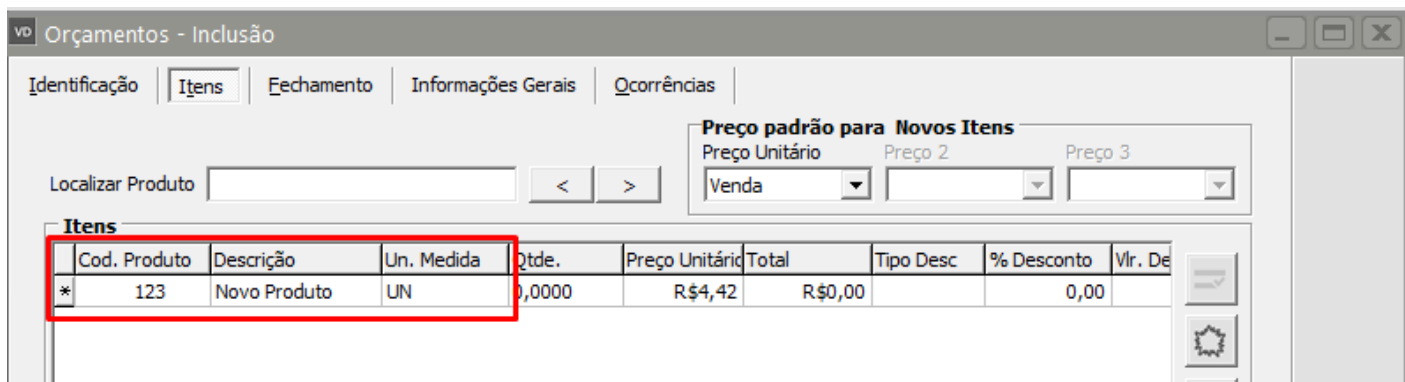 VD Orçamentos - Inclusão
Identificação Itens Fechamento Informações Gerais Ocorrências
Preço padrão para Novos Itens
Preço Unitário Preço 2 Preço 3
Localizar Produto < > Venda
Itens
Cod. Produto Descrição Un. Medida Qtde. Preço Unitário Total Tipo Desc % Desconto Vlr. De
* 123 Novo Produto UN 0,0000 R$4,42 R$0,00 0,00